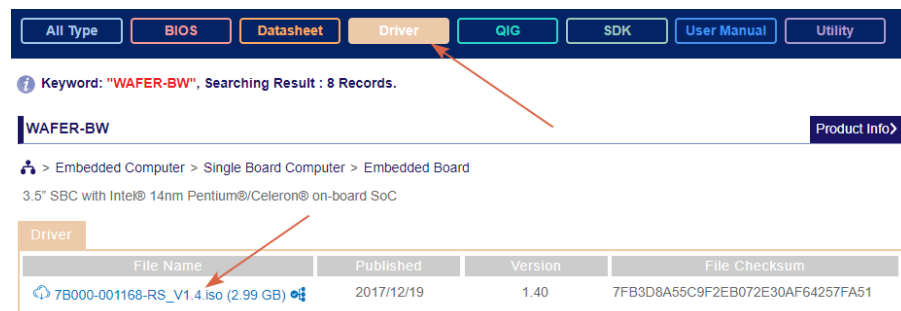 All Type BIOS Datasheet Driver QIG SDK User Manual Utility
Keyword: "WAFER-BW", Searching Result : 8 Records.
WAFER-BW Product Info
> Embedded Computer > Single Board Computer > Embedded Board
3.5" SBC with Intel® 14nm Pentium®/Celeron® on-board SoC
Driver
File Name Published Version File Checksum
7B000-001168-RS_V1.4.iso (2.99 GB) 2017/12/19 1.40 7FB3D8A55C9F2EB072E30AF64257FA51